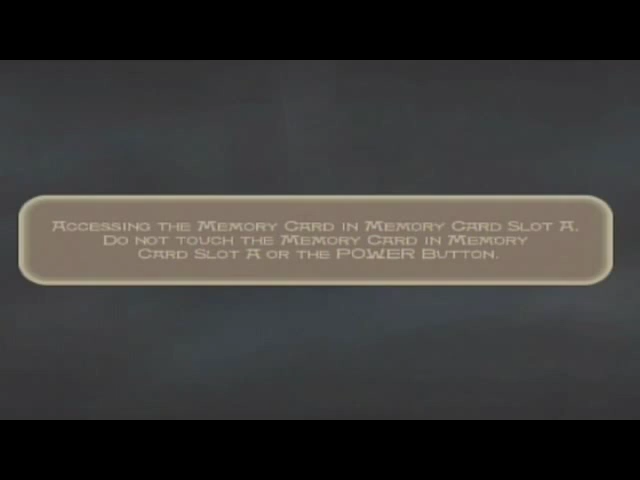 Accessing the Memory Card in Memory Card Slot A.
Do not touch the Memory Card in Memory
Card Slot A or the POWER Button.